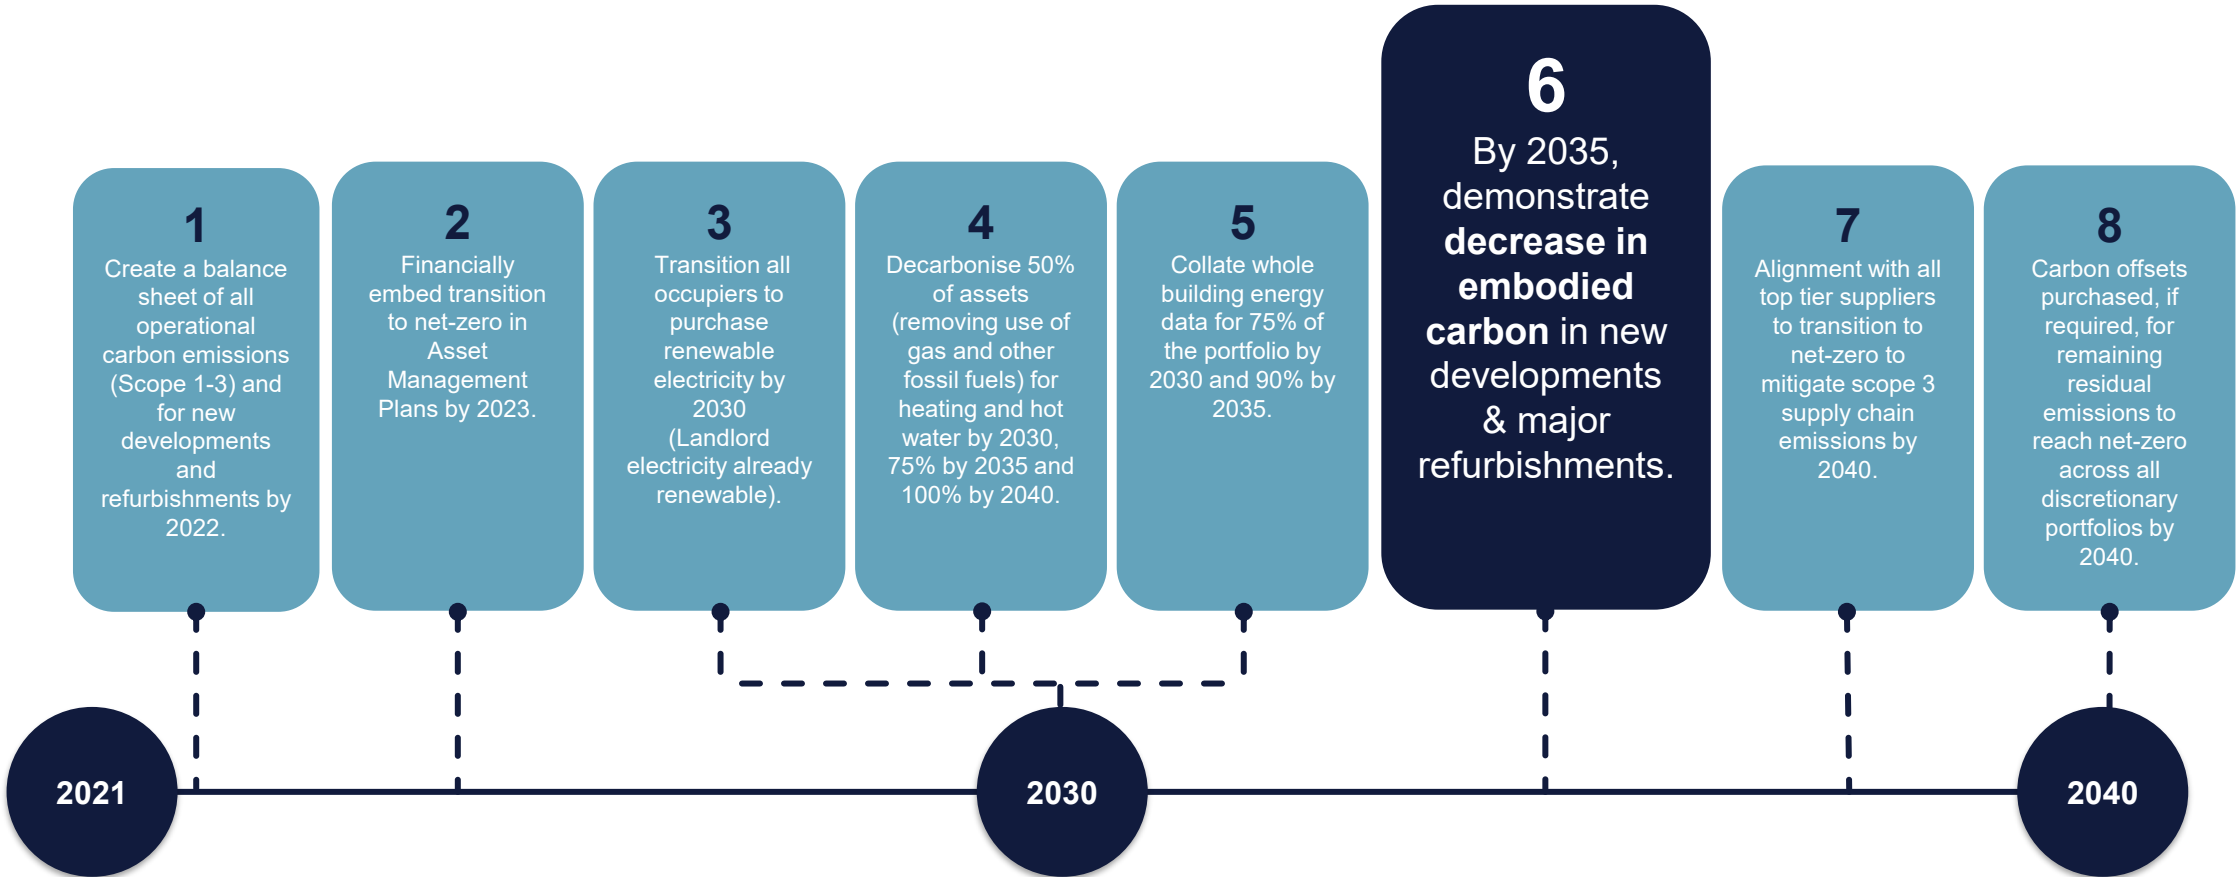 1
Create a balance
sheet of all
operational
carbon emissions
(Scope 1-3) and
for new
developments
and
refurbishments by
2022.
2
Financially
embed transition
to net-zero in
Asset
Management
Plans by 2023.
3
Transition all
occupiers to
purchase
renewable
electricity by
2030
(Landlord
electricity already
renewable).
4
Decarbonise 50%
of assets
(removing use of
gas and other
fossil fuels) for
heating and hot
water by 2030,
75% by 2035 and
100% by 2040.
5
Collate whole
building energy
data for 75% of
the portfolio by
2030 and 90% by
2035.
6
By 2035,
demonstrate
decrease in
embodied
carbon in new
developments
& major
refurbishments.
7
Alignment with all
top tier suppliers
to transition to
net-zero to
mitigate scope 3
supply chain
emissions by
2040.
8
Carbon offsets
purchased, if
required, for
remaining
residual
emissions to
reach net-zero
across all
discretionary
portfolios by
2040.
2021
2030
2040